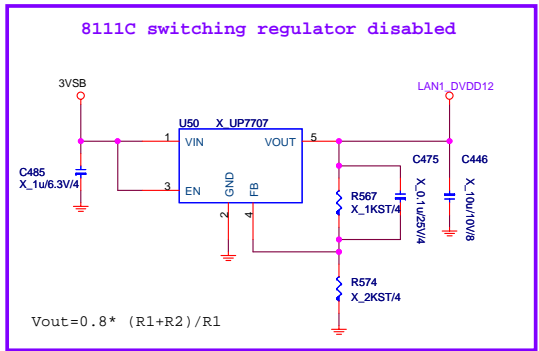 8111C switching regulator disabled
3VSB
LAN1_DVDD12
U50 X_UP7707
1 VIN VOUT 5
C485
X_1u/6.3V/4
3 EN
GND
FB
2
4
R567
X_1KST/4
C475
X_0.1u/25V/4
C446
X_10u/10V/8
R574
X_2KST/4
Vout=0.8* (R1+R2)/R1